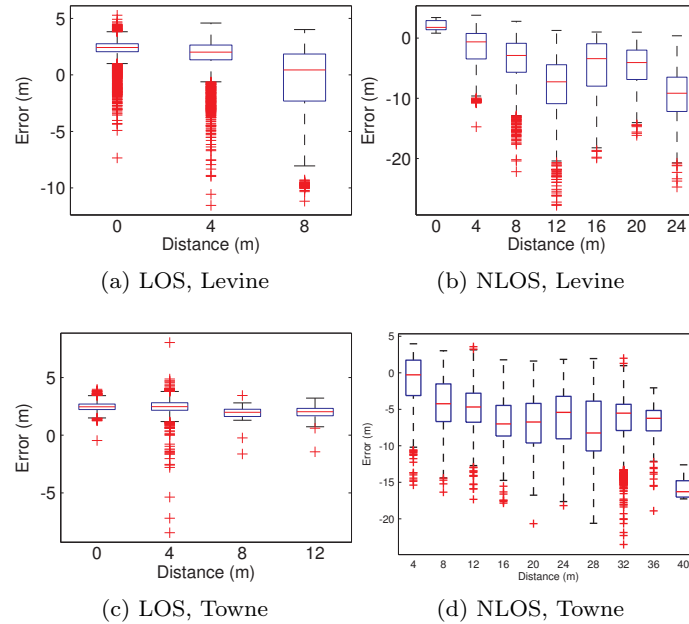 Error (m)
5
0
-5
-10
0 4 8
Distance (m)
(a) LOS, Levine
Error (m)
0
-10
-20
0 4 8 12 16 20 24
Distance (m)
(b) NLOS, Levine
Error (m)
5
0
-5
0 4 8 12
Distance (m)
(c) LOS, Towne
Error (m)
5
0
-5
-10
-15
-20
4 8 12 16 20 24 28 32 36 40
Distance (m)
(d) NLOS, Towne